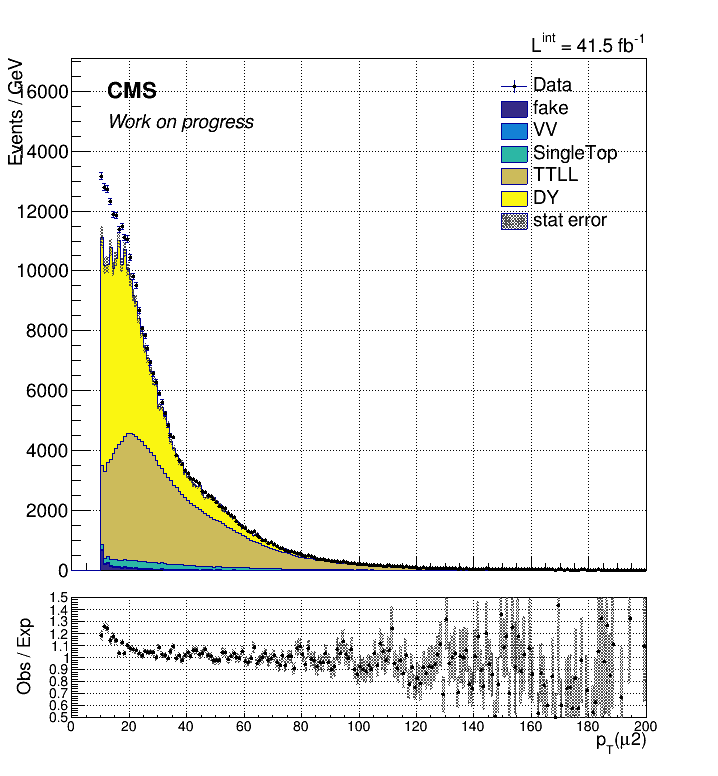 L^int = 41.5 fb^-1
Events / GeV
16000
14000
12000
10000
8000
6000
4000
2000
0
CMS
Work on progress
Data
fake
VV
SingleTop
TTLL
DY
stat error
Obs / Exp
1.5
1.4
1.3
1.2
1.1
1
0.9
0.8
0.7
0.6
0.5
0 20 40 60 80 100 120 140 160 180 200
p_T(μ2)